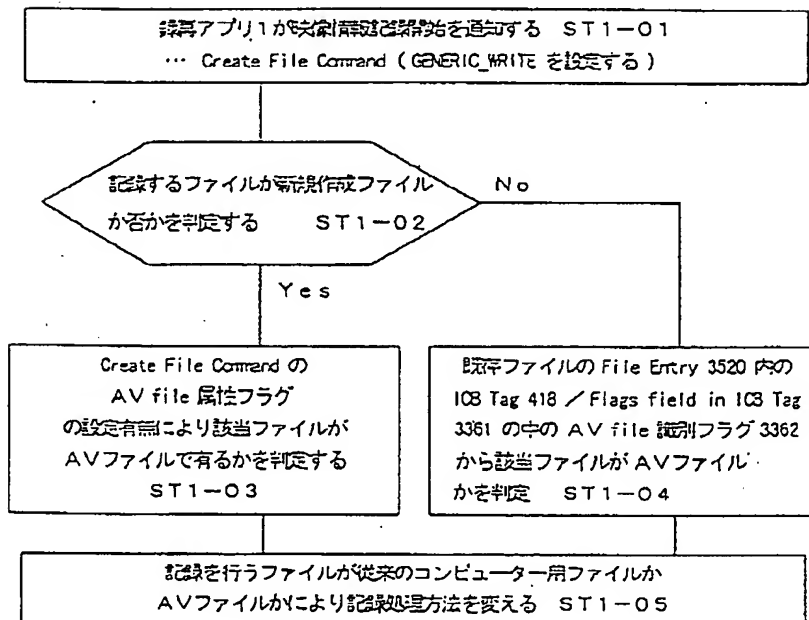 録再アプリ1が映像情報記録開始を通知する ST1-01
… Create File Command ( GENERIC_WRITE を設定する )
記録するファイルが新規作成ファイル
か否かを判定する ST1-02
No
Yes
Create File Command の
AV file 属性フラグ
の設定有無により該当ファイルが
AVファイルで有るかを判定する
ST1-03
既存ファイルの File Entry 3520 内の
ICB Tag 418 / Flags field in ICB Tag
3361 の中の AV file 識別フラグ 3362
から該当ファイルが AVファイル
かを判定 ST1-04
記録を行うファイルが従来のコンピューター用ファイルか
AVファイルかにより記録処理方法を変える ST1-05